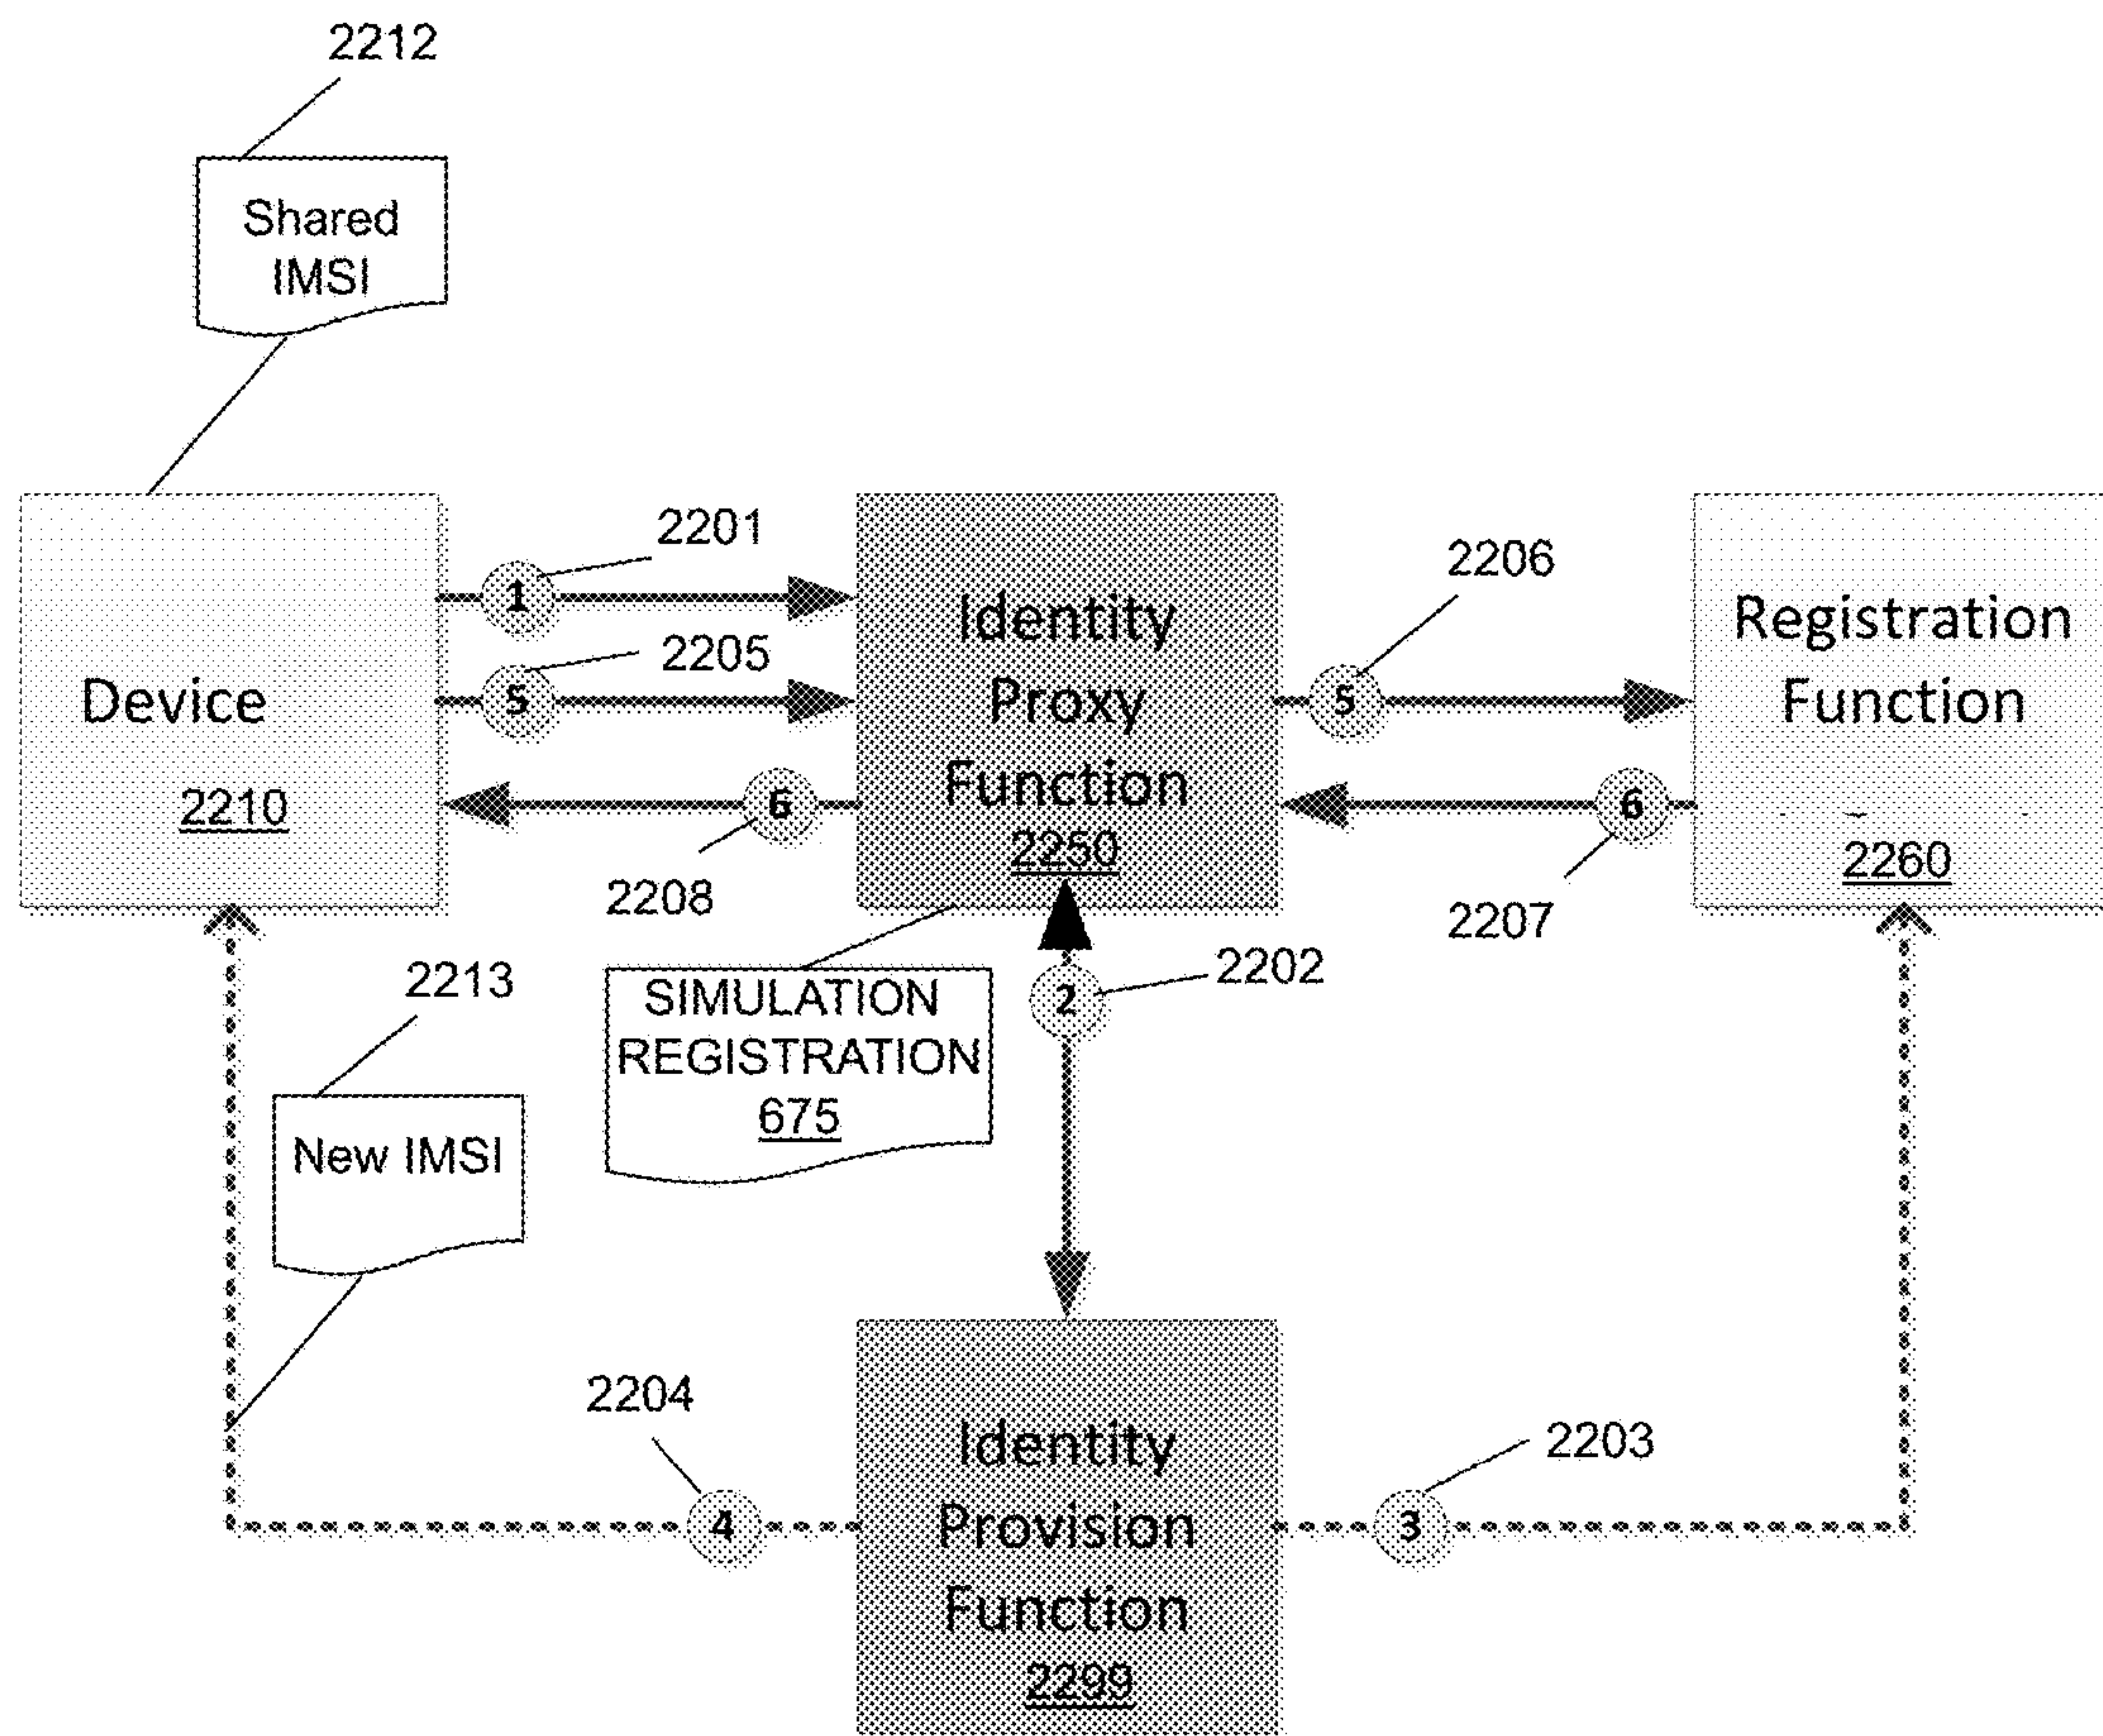 2212
Shared
IMSI
2201
1
2205
5
2206
5
Device
2210
Identity
Proxy
Function
2250
Registration
Function
2260
6
2208
6
2207
2213
New IMSI
SIMULATION
REGISTRATION
675
2
2202
2204
4
Identity
Provision
Function
2299
2203
3